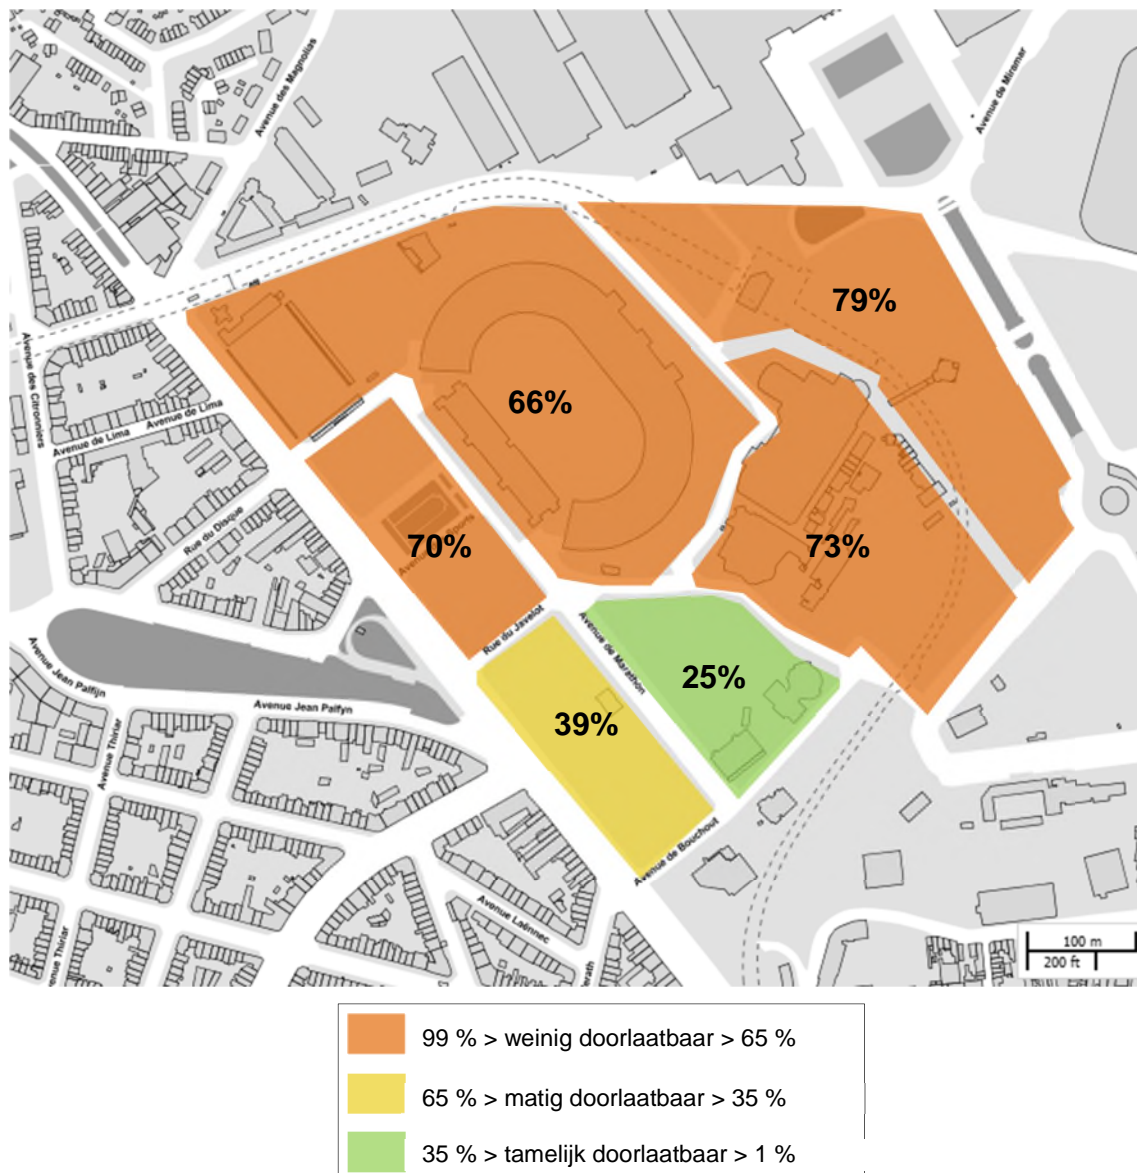 Avenue des Magnolias
Avenue de Miramar
79%
Avenue des Citronniers
Avenue de Lima
Avenue de Lima
66%
Rue du Disque
70%
73%
Rue du Javelot
Avenue de Marathon
25%
Avenue Jean Palfijn
Avenue Jean Palfyn
39%
Avenue Thiriar
Avenue de Bouchout
Avenue Laënnec
100 m
200 ft
99 % > weinig doorlaatbaar > 65 %
65 % > matig doorlaatbaar > 35 %
35 % > tamelijk doorlaatbaar > 1 %